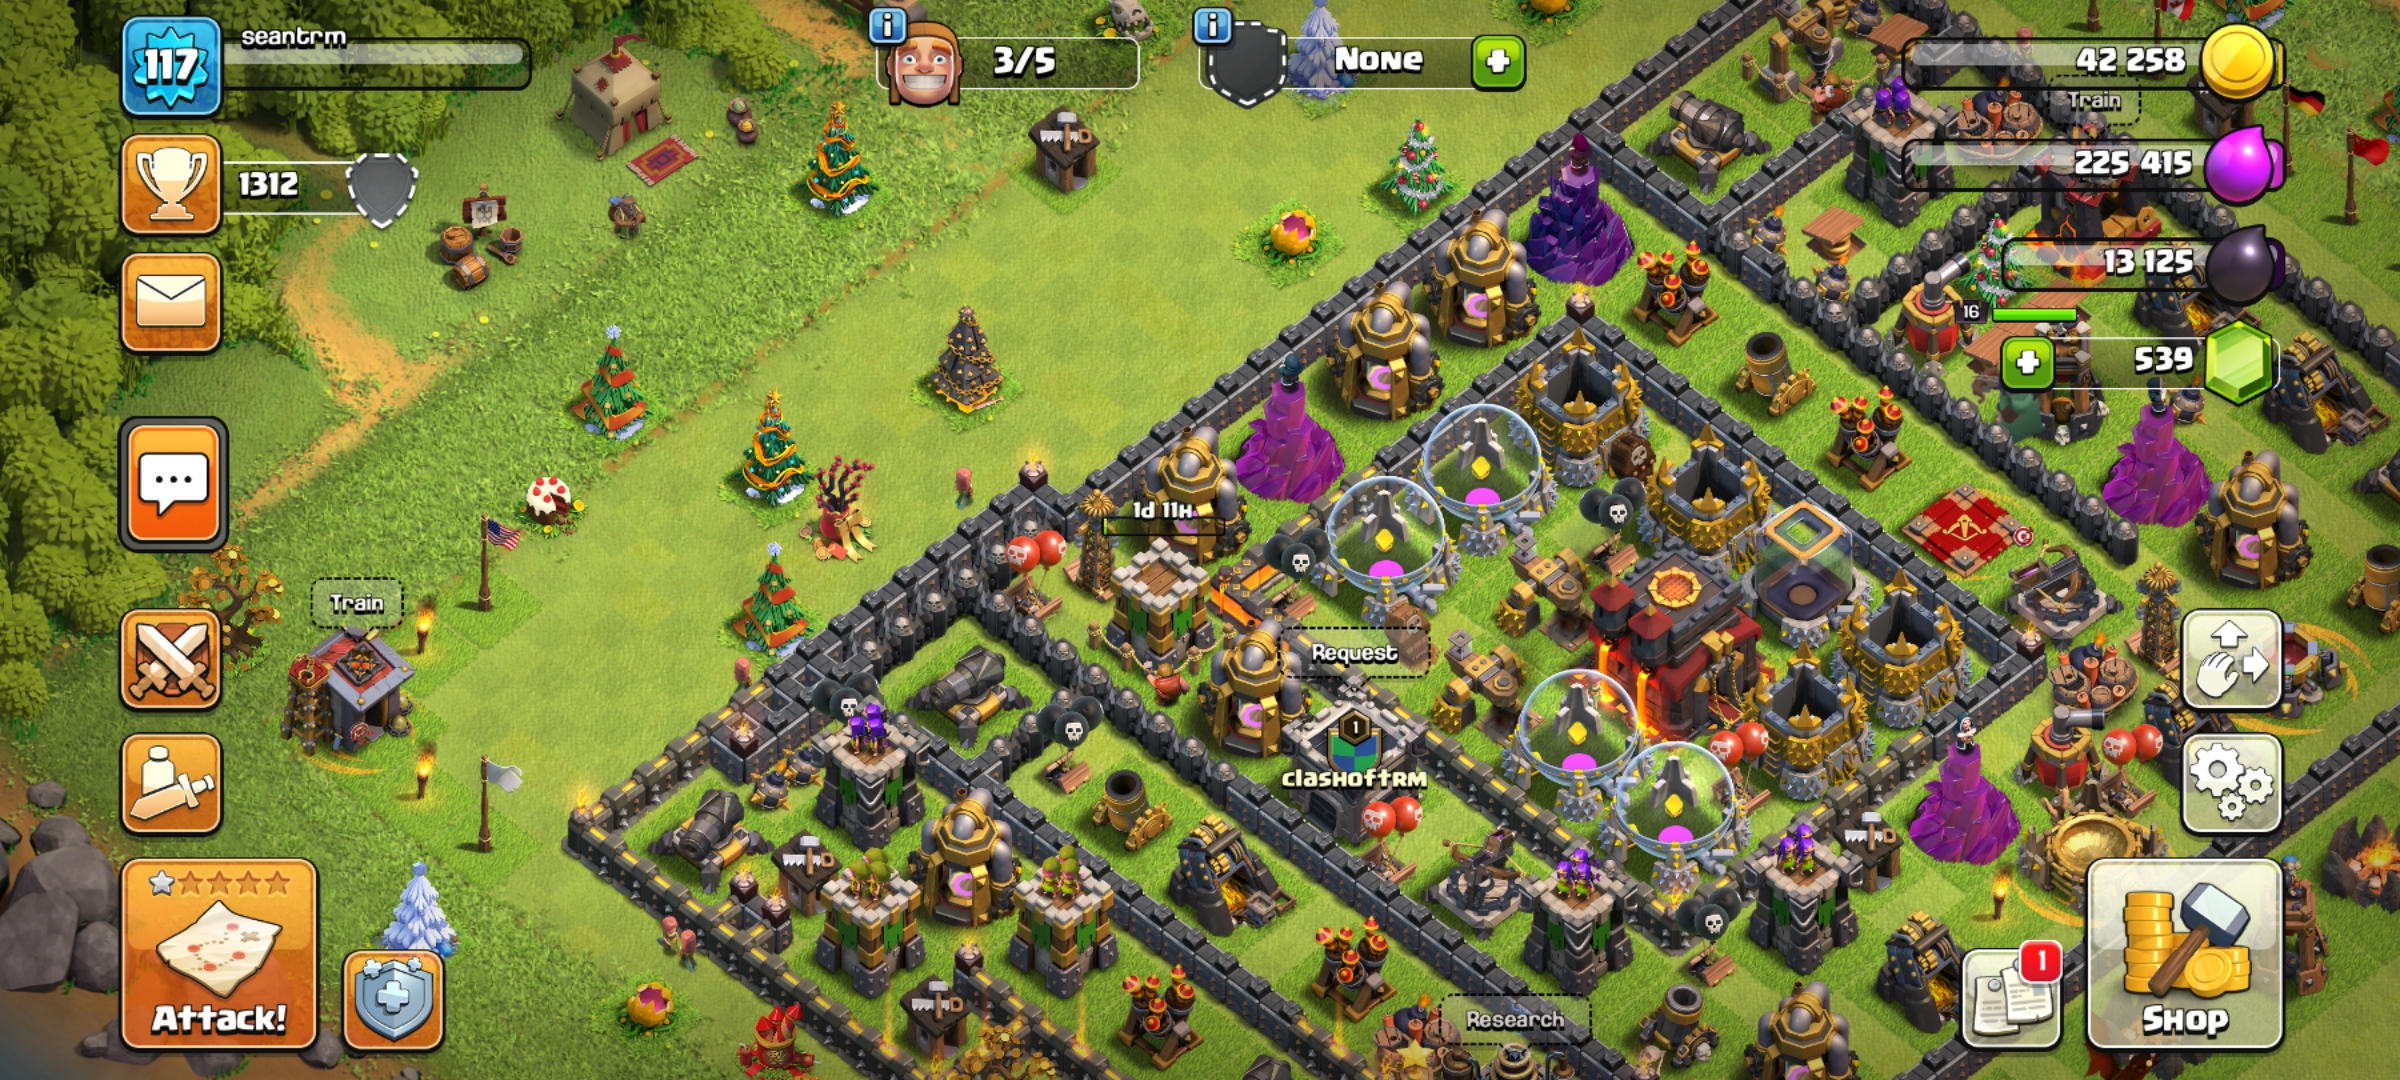 117
seantrm
3/5
None
42 258
Train
1312
225 415
13 125
16
539
1d 11H
Train
Request
1
clashoftrm
Attack!
Research
1
Shop